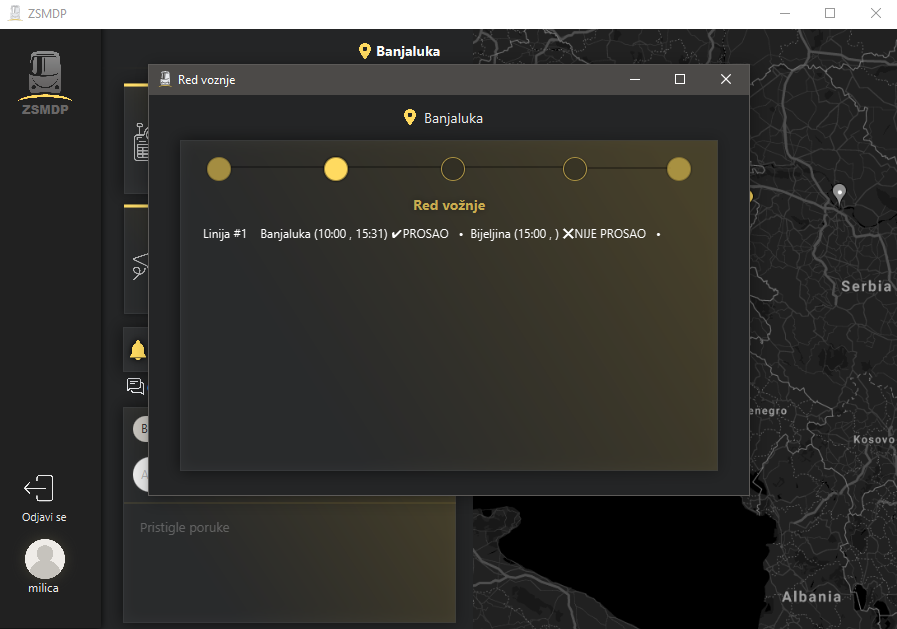 ZSMDP
Banjaluka
ZSMDP
Red voznje
Banjaluka
Red vožnje
Linija #1 Banjaluka (10:00 , 15:31) ✔PROSAO • Bijeljina (15:00 , ) ❌NIJE PROSAO •
Serbia
enegro
Kosovo
B
A
Odjavi se
Pristigle poruke
milica
Albania